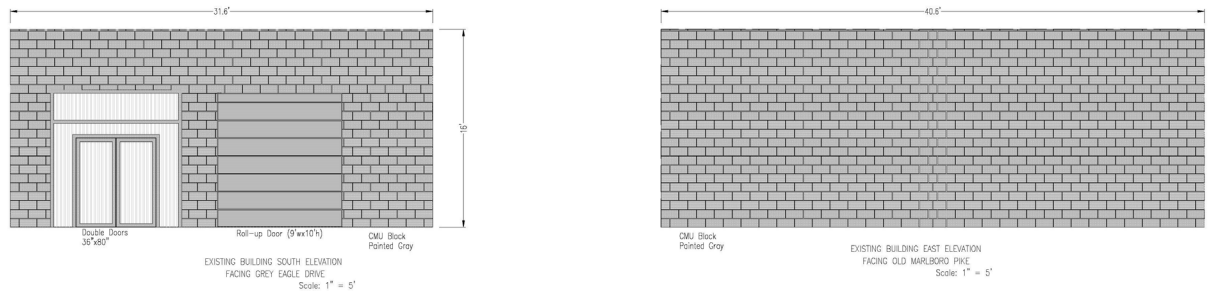 31.6'
40.6'
16'
Double Doors
36"x80"
Roll-up Door (9'wx10'h)
CMU Block
Painted Gray
EXISTING BUILDING SOUTH ELEVATION
FACING GREY EAGLE DRIVE
Scale: 1" = 5'
CMU Block
Painted Gray
EXISTING BUILDING EAST ELEVATION
FACING OLD MARLBORO PIKE
Scale: 1" = 5'